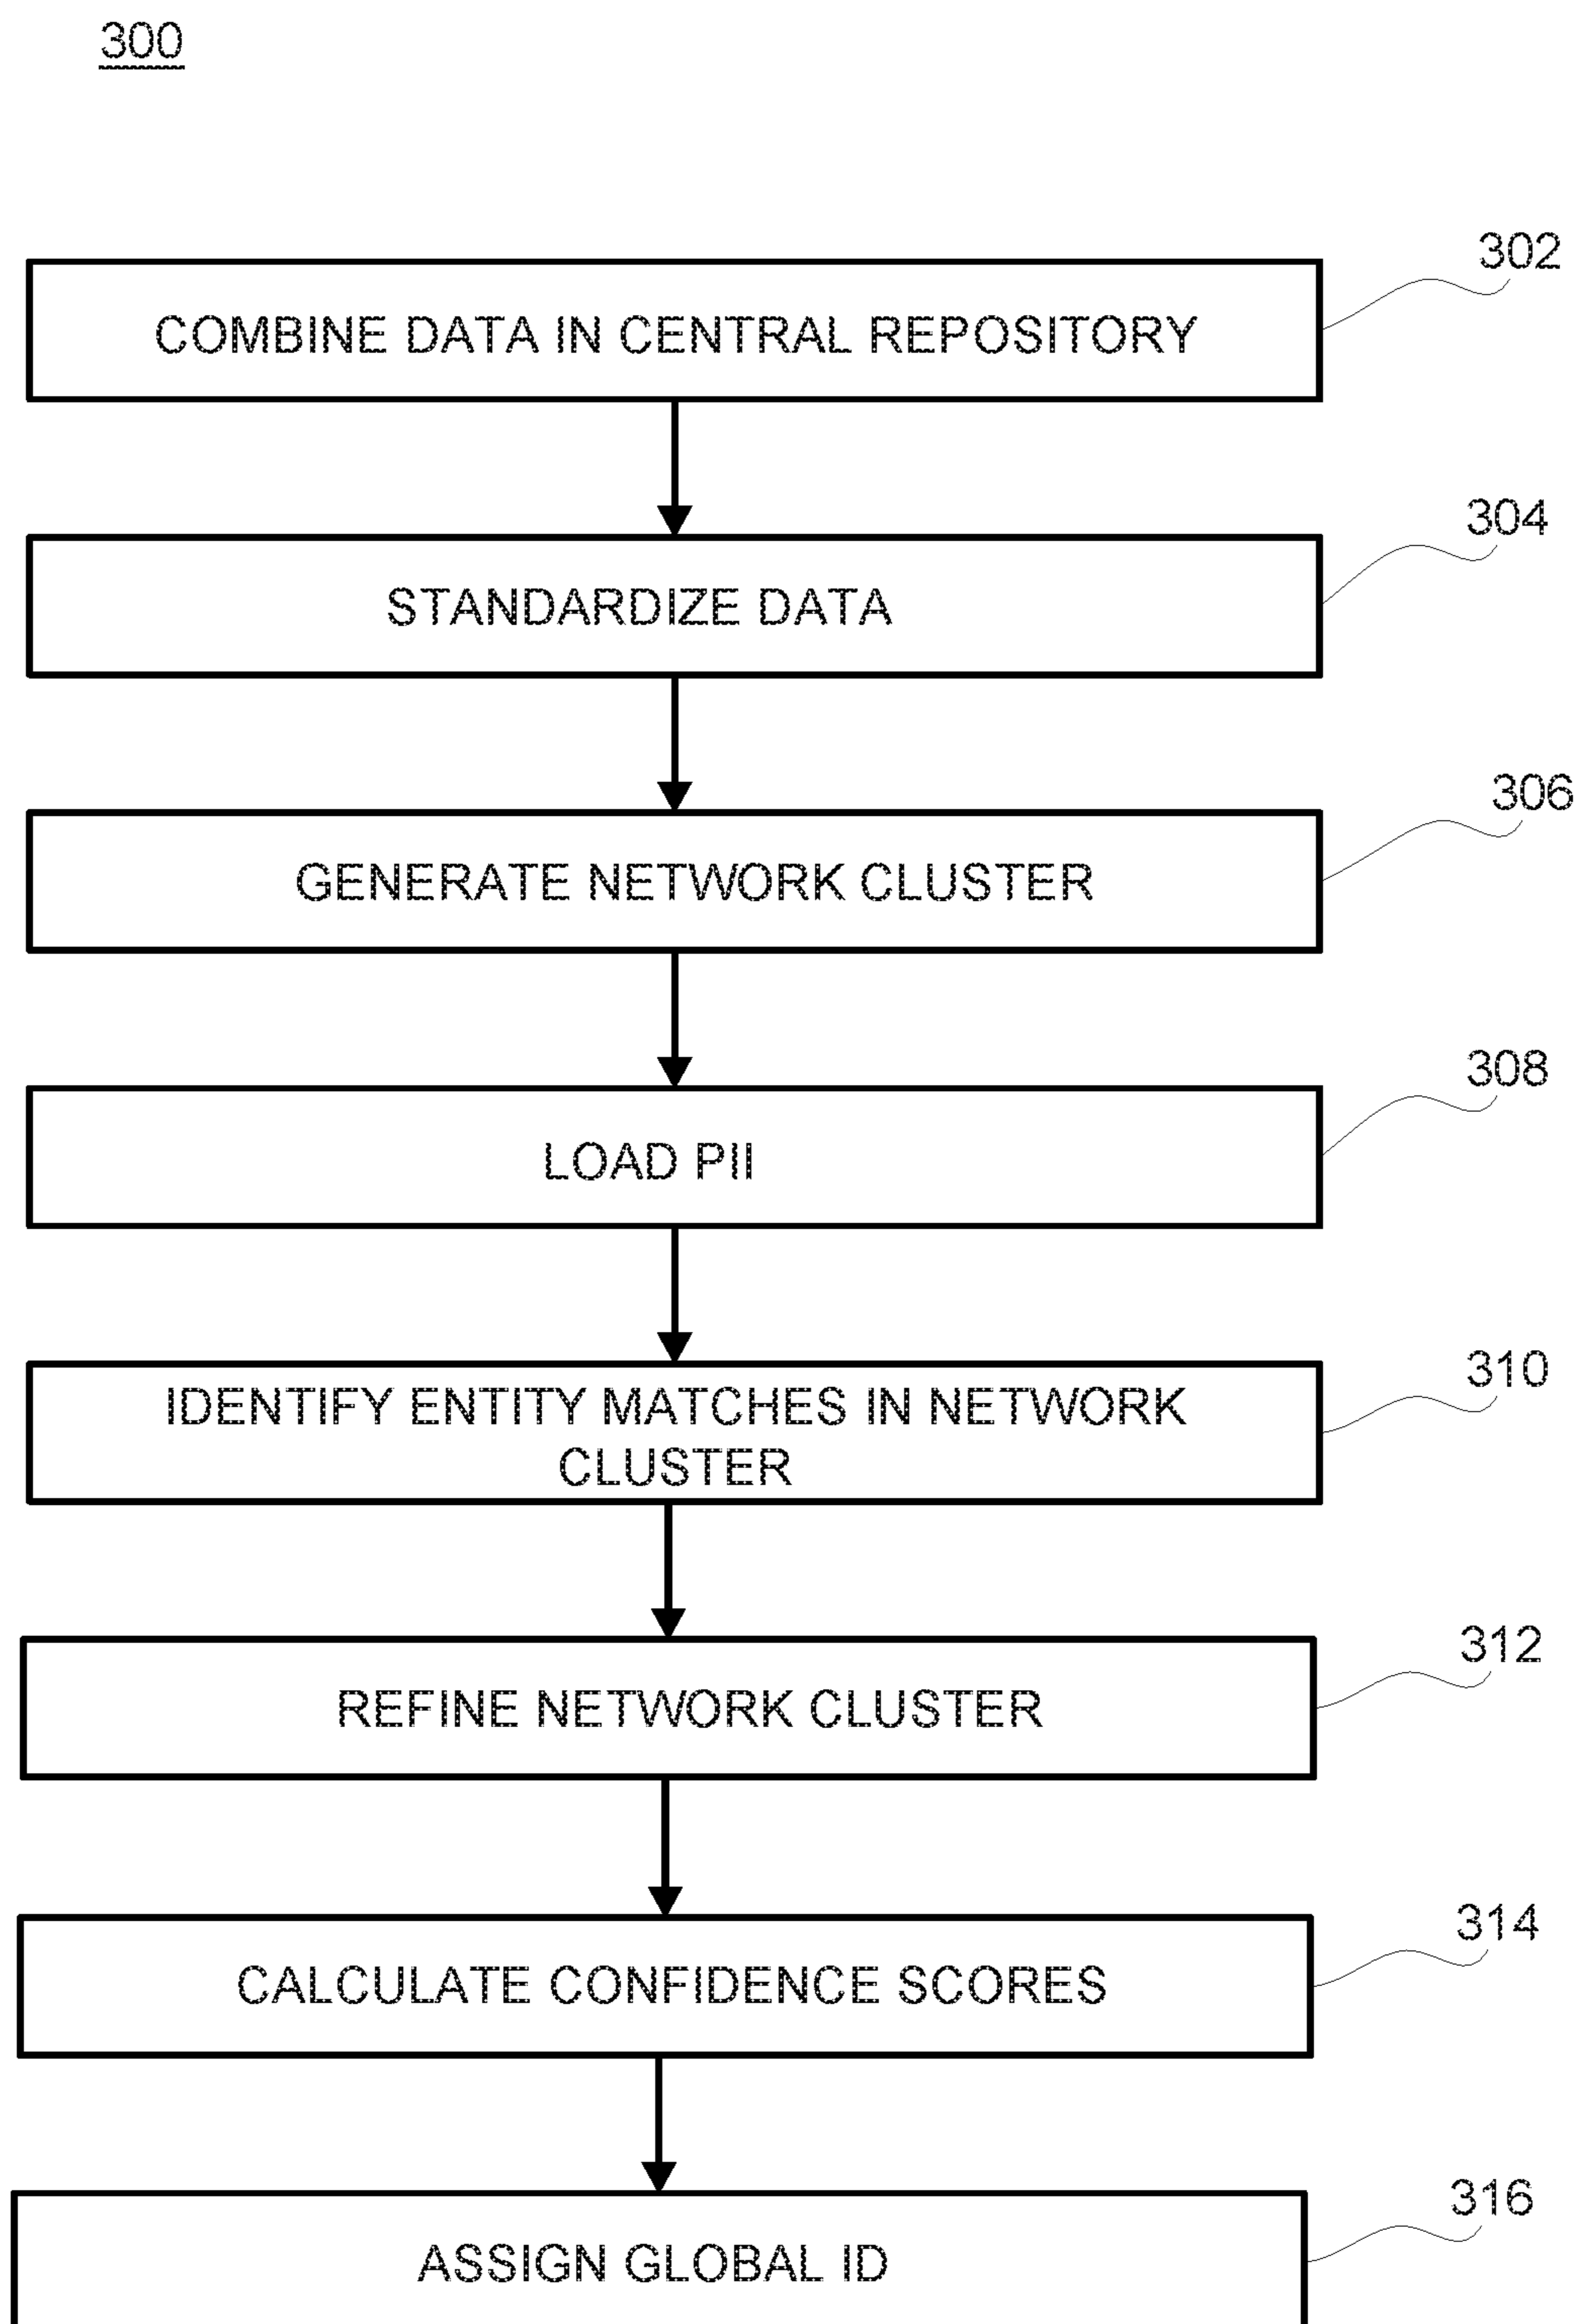 300
302
COMBINE DATA IN CENTRAL REPOSITORY
304
STANDARDIZE DATA
306
GENERATE NETWORK CLUSTER
308
LOAD PII
310
IDENTIFY ENTITY MATCHES IN NETWORK
CLUSTER
312
REFINE NETWORK CLUSTER
314
CALCULATE CONFIDENCE SCORES
316
ASSIGN GLOBAL ID